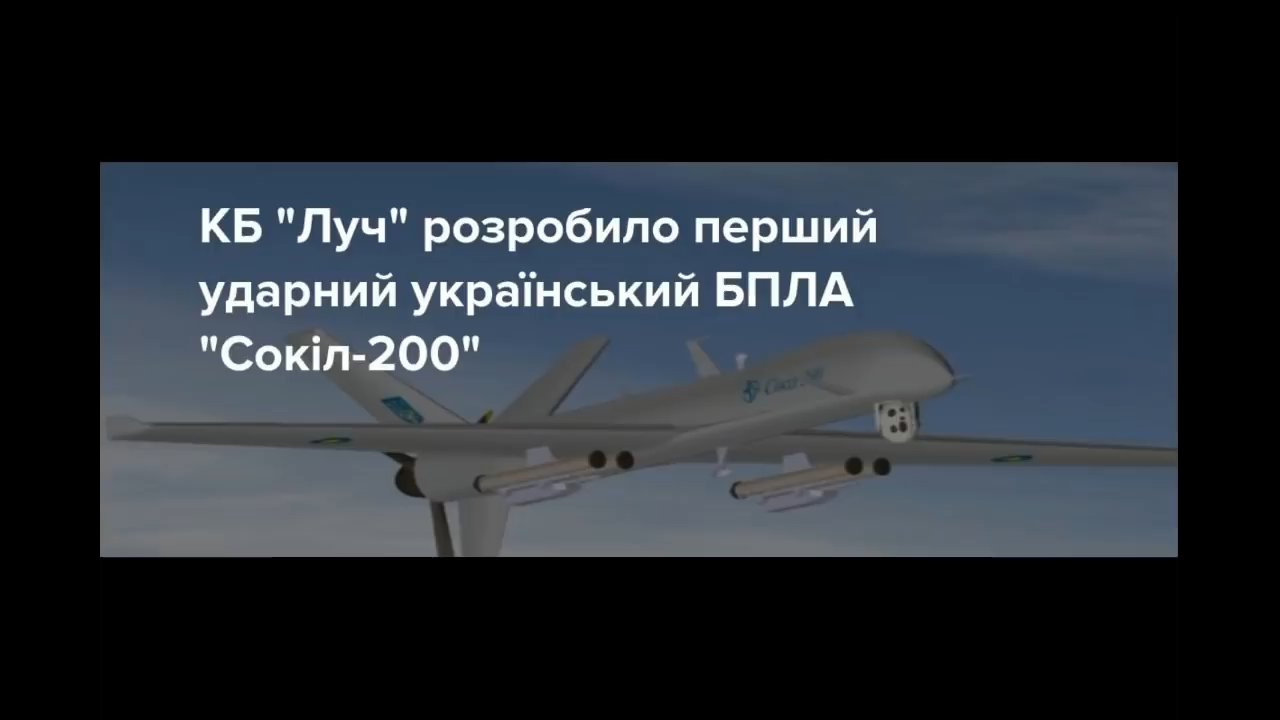 КБ "Луч" розробило перший
ударний український БПЛА
"Сокіл-200"